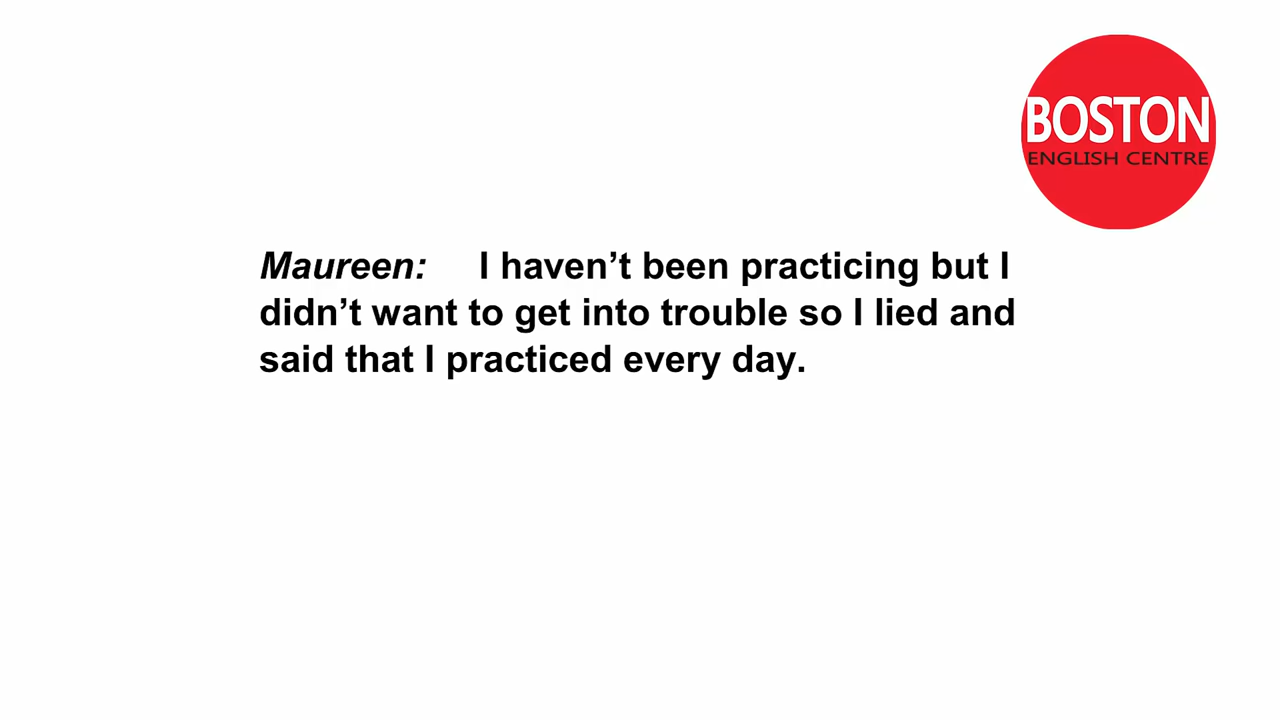 BOSTON
ENGLISH CENTRE
Maureen: I haven’t been practicing but I
didn’t want to get into trouble so I lied and
said that I practiced every day.